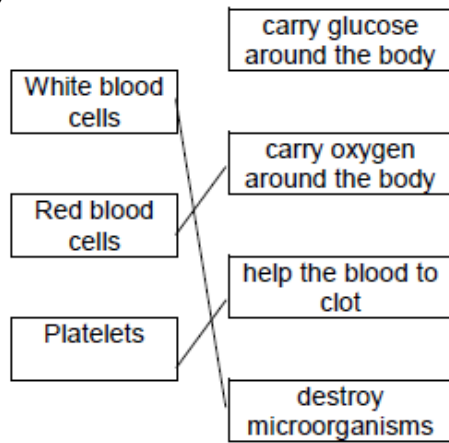 White blood
cells
Red blood
cells
Platelets
carry glucose
around the body
carry oxygen
around the body
help the blood to
clot
destroy
microorganisms